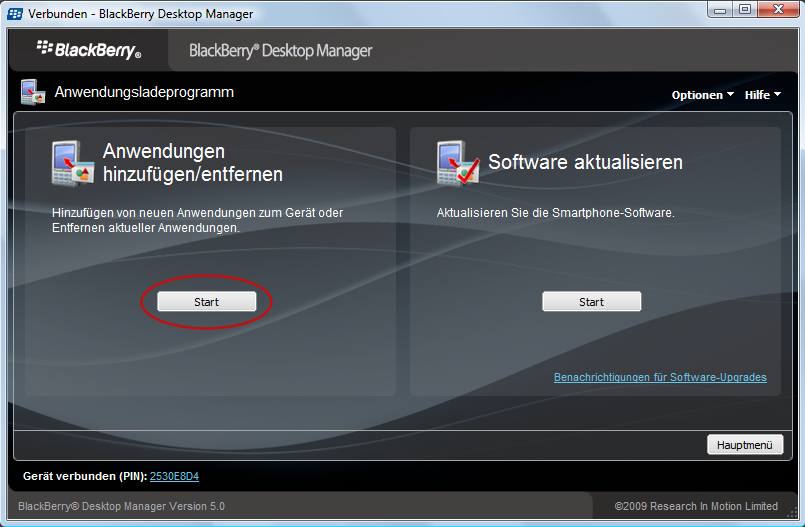 Verbunden - BlackBerry Desktop Manager
BlackBerry®
BlackBerry® Desktop Manager
Anwendungsladeprogramm
Optionen
Hilfe
Anwendungen
hinzufügen/entfernen
Hinzufügen von neuen Anwendungen zum Gerät oder
Entfernen aktueller Anwendungen.
Start
Software aktualisieren
Aktualisieren Sie die Smartphone-Software.
Start
Benachrichtigungen für Software-Upgrades
Hauptmenü
Gerät verbunden (PIN): 2530E8D4
BlackBerry® Desktop Manager Version 5.0
©2009 Research In Motion Limited